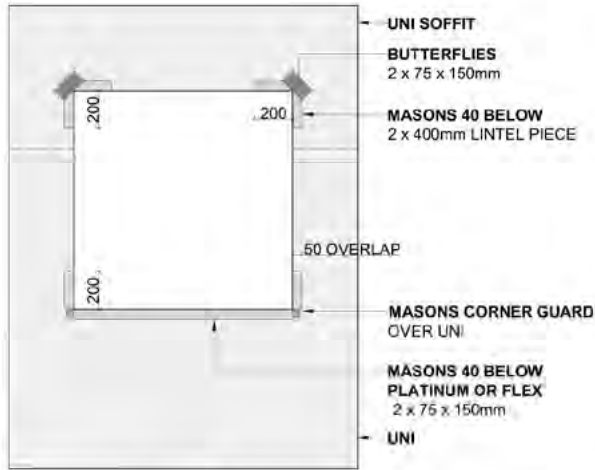 UNI SOFFIT
BUTTERFLIES
2 x 75 x 150mm
200
200
MASONS 40 BELOW
2 x 400mm LINTEL PIECE
50 OVERLAP
200
MASONS CORNER GUARD
OVER UNI
MASONS 40 BELOW
PLATINUM OR FLEX
2 x 75 x 150mm
UNI